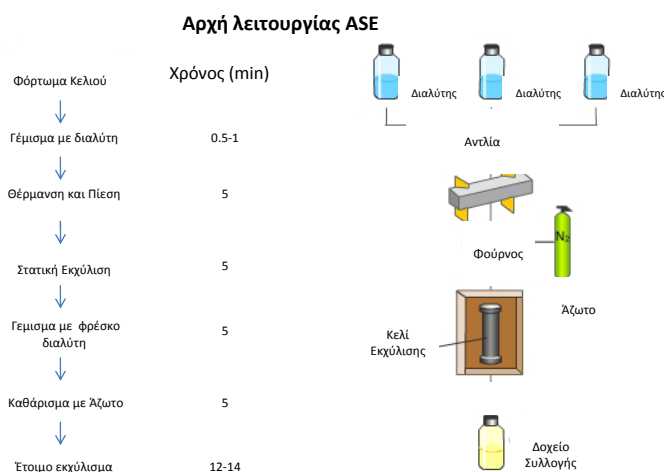 Αρχή λειτουργίας ASE
Χρόνος (min)
Φόρτωμα Κελιού
Γέμισμα με διαλύτη 0.5-1
Θέρμανση και Πίεση 5
Στατική Εκχύλιση 5
Γεμισμα με φρέσκο
διαλύτη 5
Καθάρισμα με Άζωτο 5
Έτοιμο εκχύλισμα 12-14
Διαλύτης Διαλύτης Διαλύτης
Αντλία
N2
Φούρνος
Άζωτο
Κελί
Εκχύλισης
Δοχείο
Συλλογής